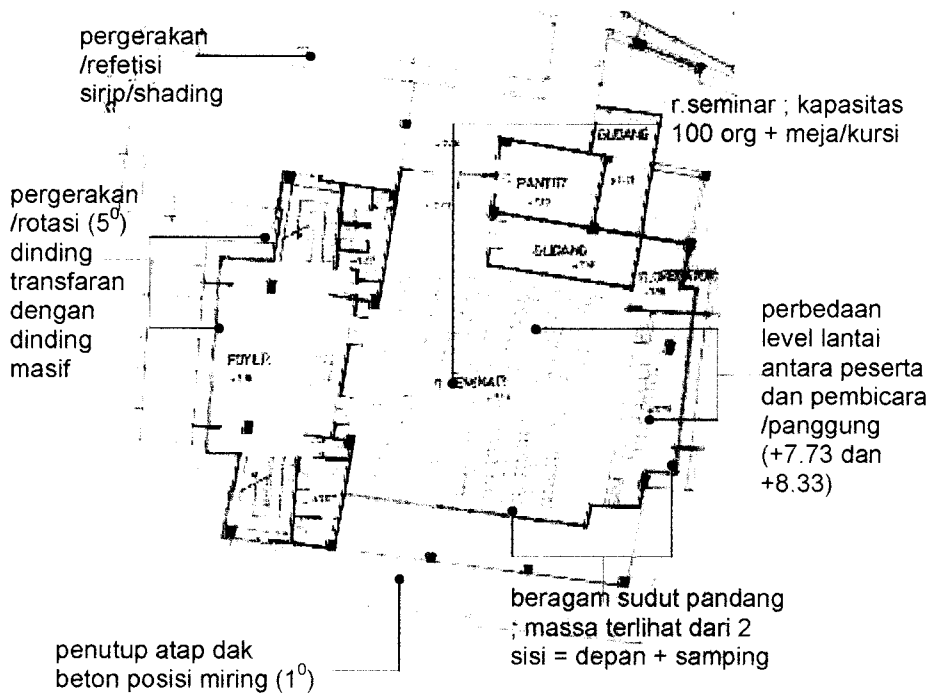 pergerakan
/refetisi
sirip/shading
r.seminar ; kapasitas
100 org + meja/kursi
GUDANG
PANTRY
GUDANG
pergerakan
/rotasi (5⁰)
dinding
transfaran
dengan
dinding
masif
FOYER
perbedaan
level lantai
antara peserta
dan pembicara
/panggung
(+7.73 dan
+8.33)
beragam sudut pandang
; massa terlihat dari 2
sisi = depan + samping
penutup atap dak
beton posisi miring (1⁰)